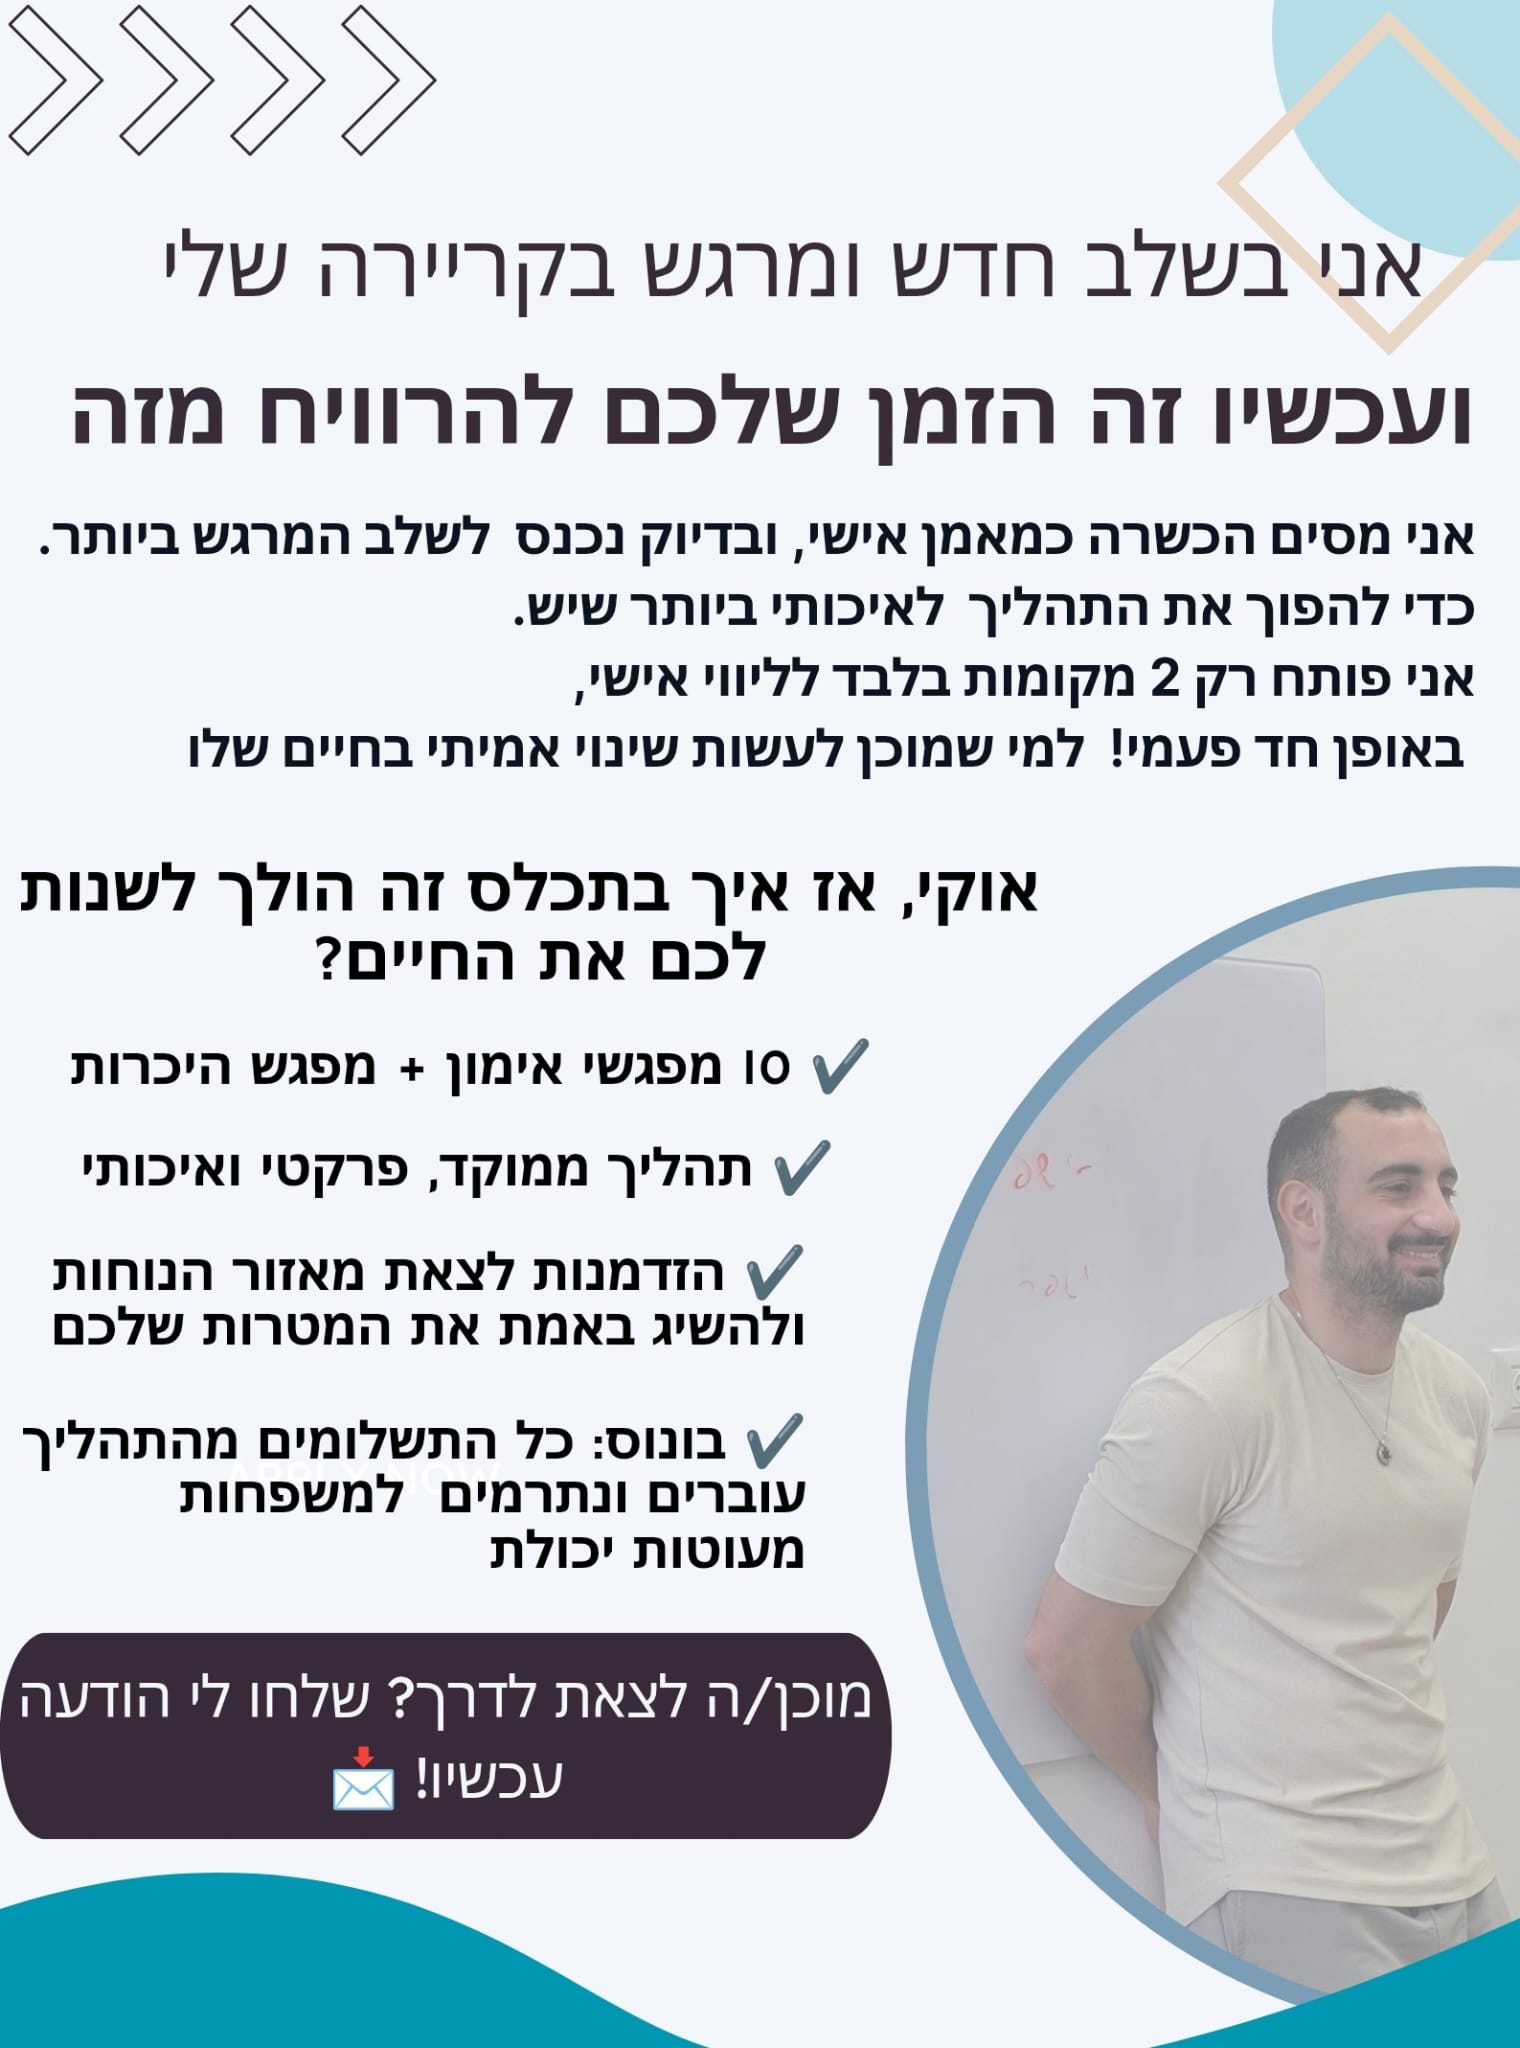 אני בשלב חדש ומרגש בקריירה שלי
ועכשיו זה הזמן שלכם להרוויח מזה
אני מסים הכשרה כמאמן אישי, ובדיוק נכנס לשלב המרגש ביותר.
כדי להפוך את התהליך לאיכותי ביותר שיש.
אני פותח רק 2 מקומות בלבד לליווי אישי,
באופן חד פעמי! למי שמוכן לעשות שינוי אמיתי בחיים שלו
אוקי, אז איך בתכלס זה הולך לשנות
לכם את החיים?
✔️ 10 מפגשי אימון + מפגש היכרות
✔️ תהליך ממוקד, פרקטי ואיכותי
✔️ הזדמנות לצאת מאזור הנוחות
ולהשיג באמת את המטרות שלכם
✔️ בונוס: כל התשלומים מהתהליך
APPLY NOW
עוברים ונתרמים למשפחות
מעוטות יכולת
מוכן/ה לצאת לדרך? שלחו לי הודעה
עכשיו! 📩